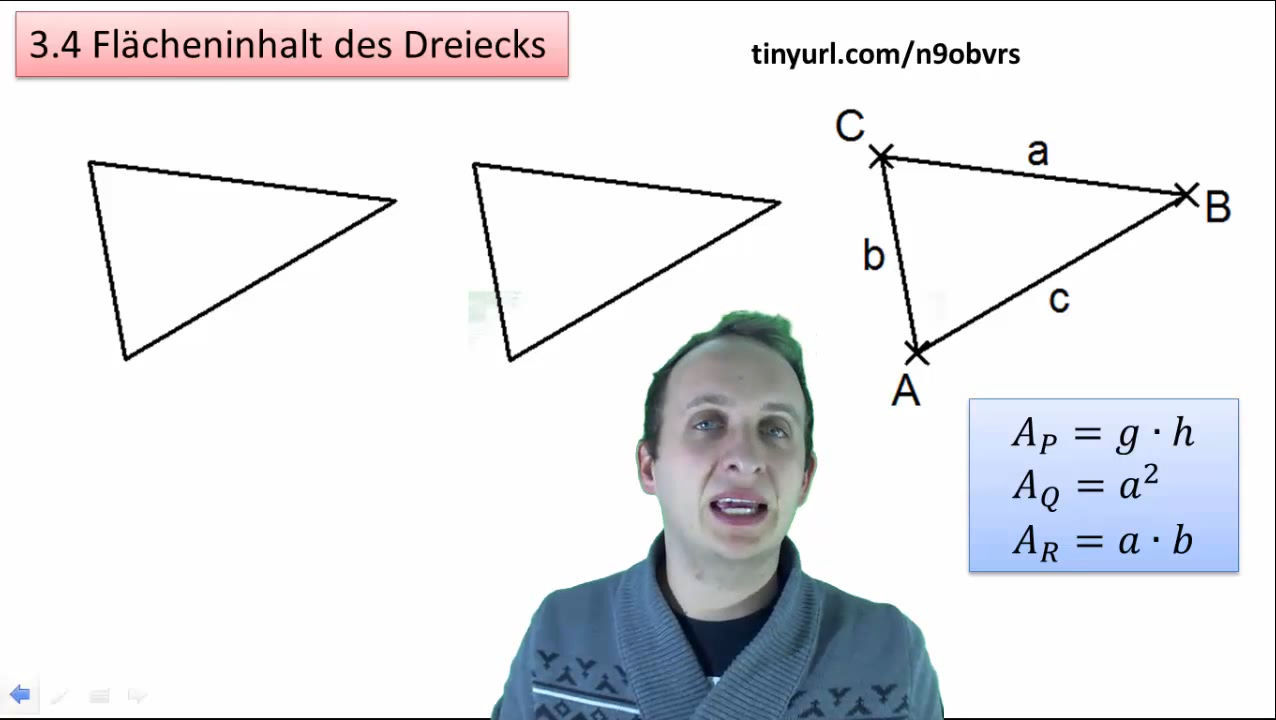 3.4 Flächeninhalt des Dreiecks
tinyurl.com/n9obvrs
C
a
B
b
c
A
A_P = g · h
A_Q = a²
A_R = a · b